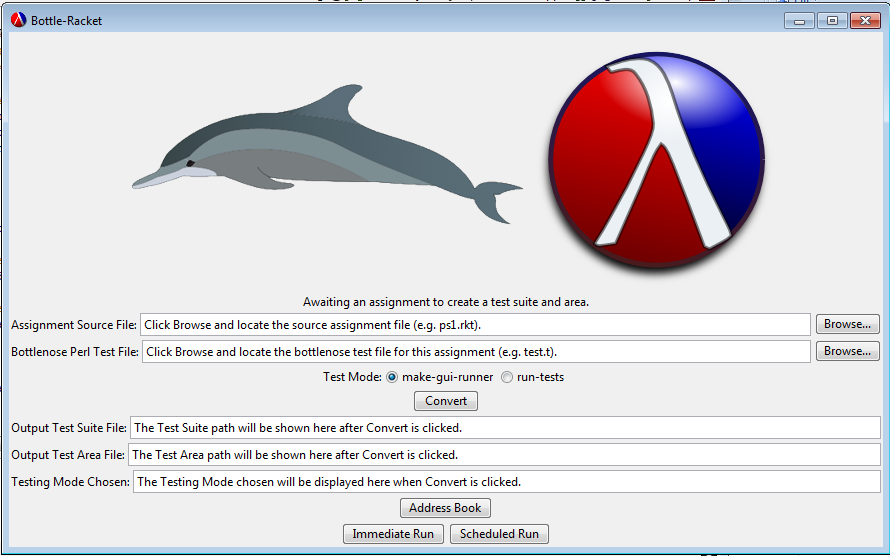 Bottle-Racket
Awaiting an assignment to create a test suite and area.
Assignment Source File: Click Browse and locate the source assignment file (e.g. ps1.rkt). Browse...
Bottlenose Perl Test File: Click Browse and locate the bottlenose test file for this assignment (e.g. test.t). Browse...
Test Mode: make-gui-runner run-tests
Convert
Output Test Suite File: The Test Suite path will be shown here after Convert is clicked.
Output Test Area File: The Test Area path will be shown here after Convert is clicked.
Testing Mode Chosen: The Testing Mode chosen will be displayed here when Convert is clicked.
Address Book
Immediate Run Scheduled Run